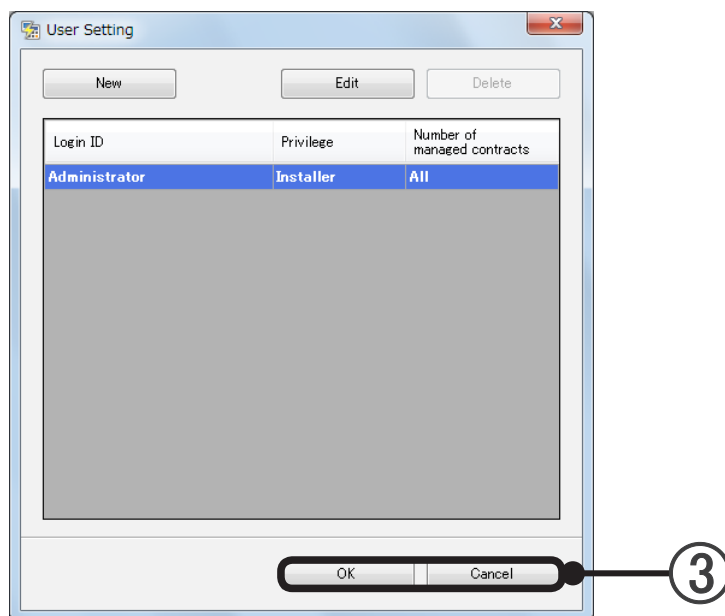 User Setting
New Edit Delete
Login ID Privilege Number of
managed contracts
Administrator Installer All
OK Cancel
3